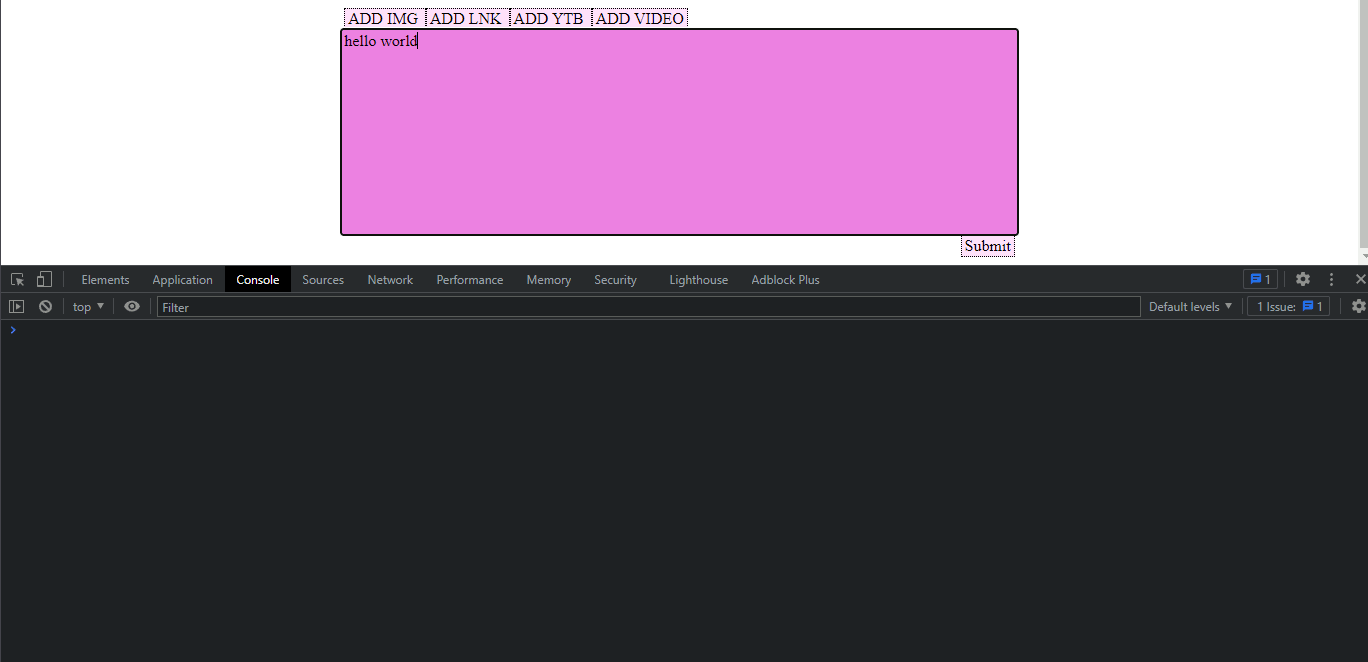 ADD IMG ADD LNK ADD YTB ADD VIDEO
hello world
Submit
Elements Application Console Sources Network Performance Memory Security Lighthouse Adblock Plus 1
top Filter Default levels 1 Issue: 1